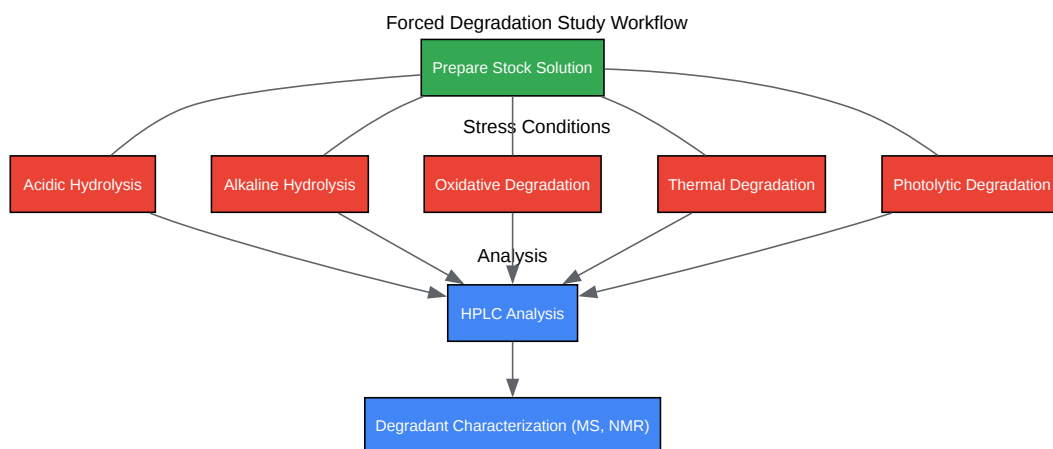 Forced Degradation Study Workflow
Prepare Stock Solution
Stress Conditions
Acidic Hydrolysis
Alkaline Hydrolysis
Oxidative Degradation
Thermal Degradation
Photolytic Degradation
Analysis
HPLC Analysis
Degradant Characterization (MS, NMR)